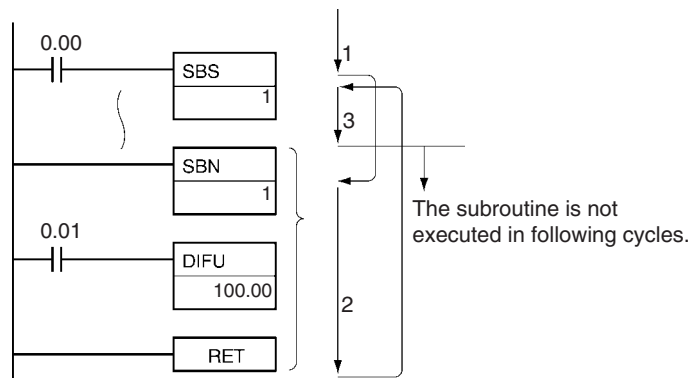 0.00
SBS
1
1
3
SBN
1
The subroutine is not
executed in following cycles.
0.01
DIFU
100.00
2
RET